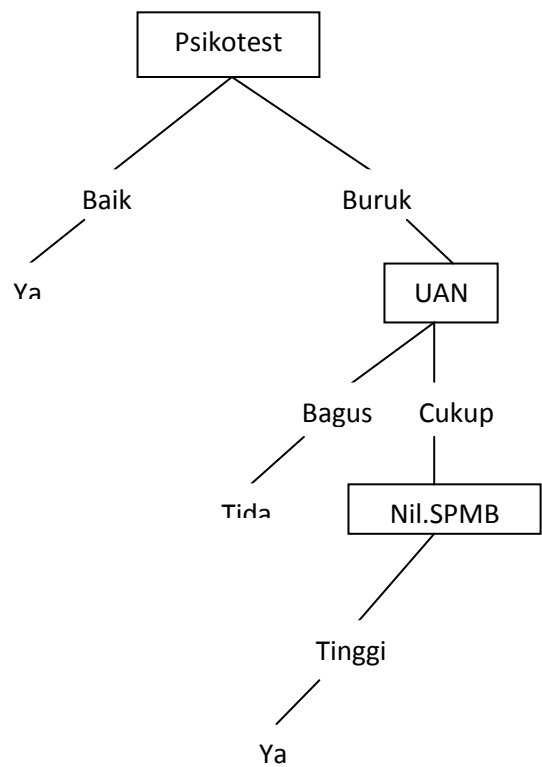 Psikotest
Baik
Buruk
Ya
UAN
Bagus
Cukup
Tida
Nil.SPMB
Tinggi
Ya